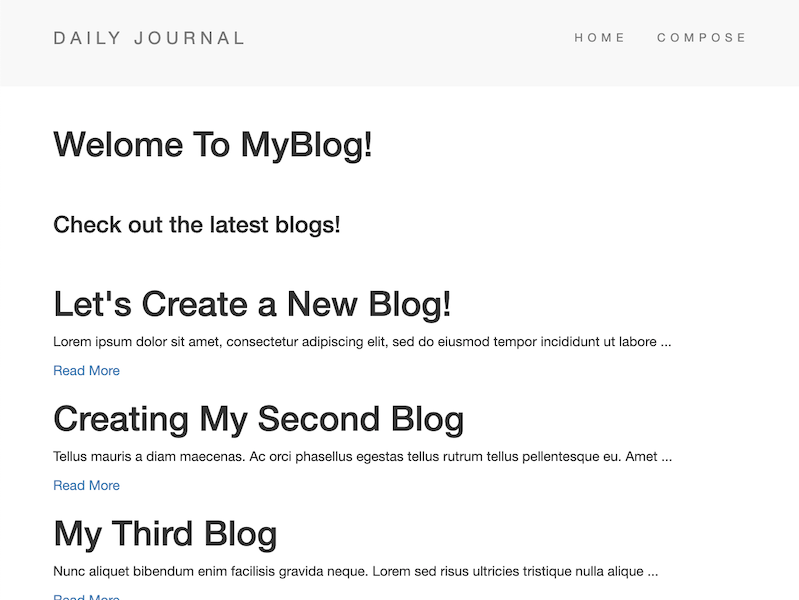 DAILY JOURNAL HOME COMPOSE
Welome To MyBlog!
Check out the latest blogs!
Let's Create a New Blog!
Lorem ipsum dolor sit amet, consectetur adipiscing elit, sed do eiusmod tempor incididunt ut labore ...
Read More
Creating My Second Blog
Tellus mauris a diam maecenas. Ac orci phasellus egestas tellus rutrum tellus pellentesque eu. Amet ...
Read More
My Third Blog
Nunc aliquet bibendum enim facilisis gravida neque. Lorem sed risus ultricies tristique nulla alique ...
Read More